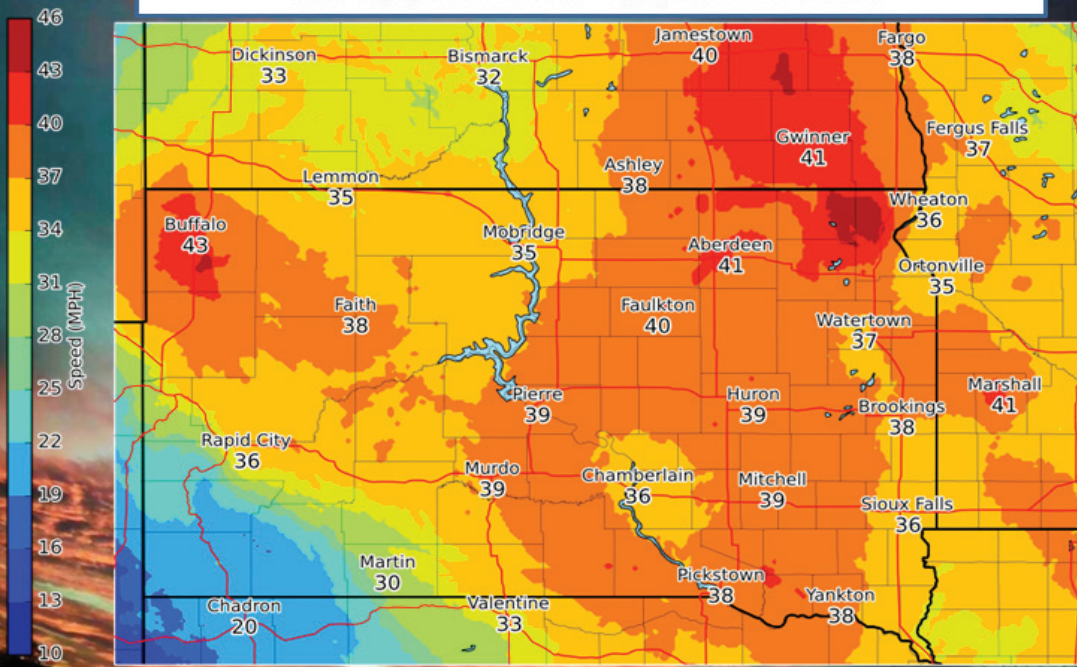 46
43
40
37
34
31
28
25
22
19
16
13
10
Speed (MPH)
Dickinson
33
Bismarck
32
Jamestown
40
Fargo
38
Gwinner
41
Fergus Falls
37
Lemmon
35
Ashley
38
Wheaton
36
Buffalo
43
Mobridge
35
Aberdeen
41
Ortonville
35
Faith
38
Faulkton
40
Watertown
37
Pierre
39
Huron
39
Marshall
41
Brookings
38
Rapid City
36
Murdo
39
Chamberlain
36
Mitchell
39
Sioux Falls
36
Martin
30
Pickstown
38
Chadron
20
Valentine
33
Yankton
38